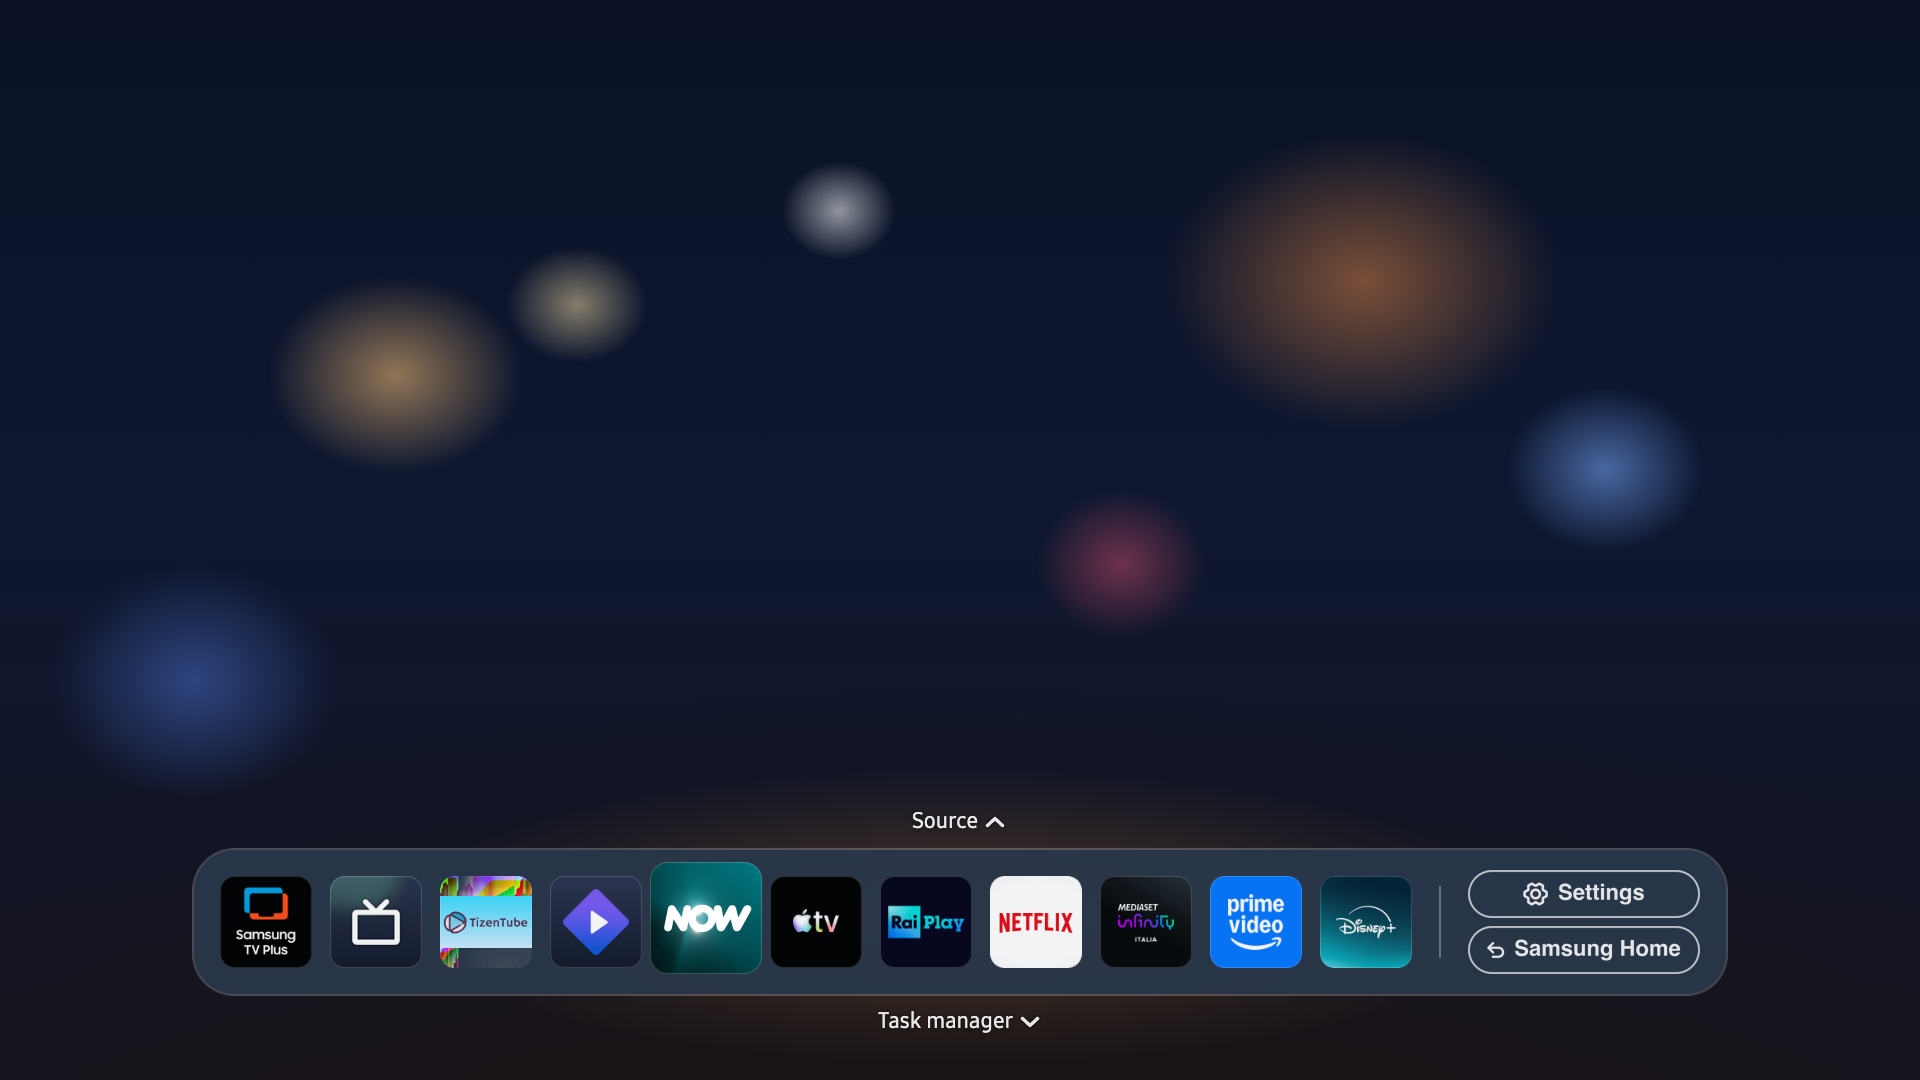 Source
Samsung
TV Plus
TizenTube
NOW
tv
Rai Play
NETFLIX
MEDIASET
infinity
ITALIA
prime
video
Disney+
Settings
Samsung Home
Task manager